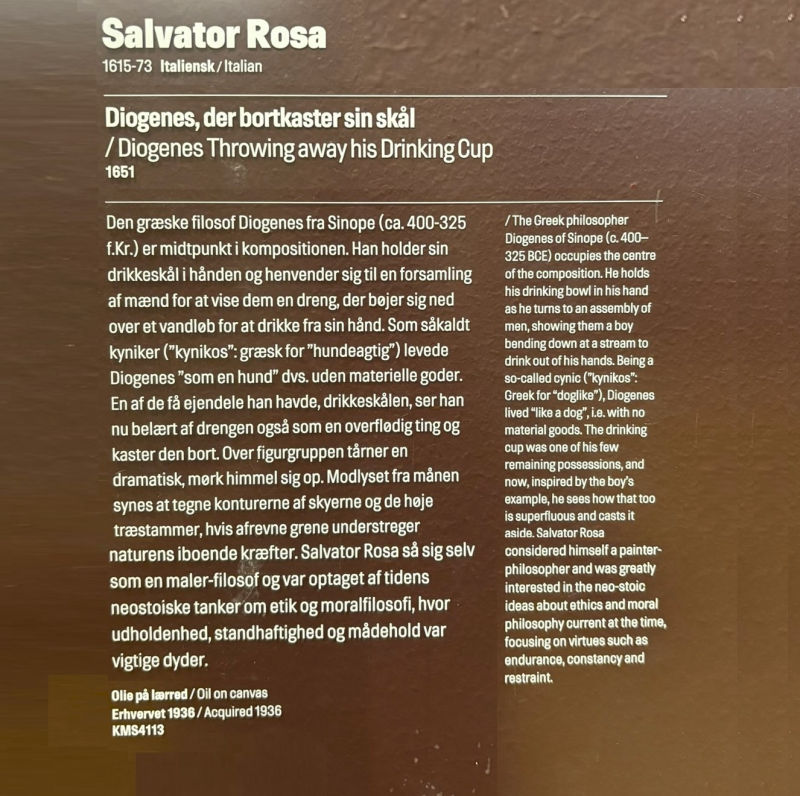 Salvator Rosa
1615-73 Italiensk / Italian
Diogenes, der bortkaster sin skål
/ Diogenes Throwing away his Drinking Cup
1651
Den græske filosof Diogenes fra Sinope (ca. 400-325
f.Kr.) er midtpunkt i kompositionen. Han holder sin
drikkeskål i hånden og henvender sig til en forsamling
af mænd for at vise dem en dreng, der bøjer sig ned
over et vandløb for at drikke fra sin hånd. Som såkaldt
kyniker ("kynikos": græsk for "hundeagtig") levede
Diogenes "som en hund" dvs. uden materielle goder.
En af de få ejendele han havde, drikkeskålen, ser han
nu belært af drengen også som en overflødig ting og
kaster den bort. Over figurgruppen tårner en
dramatisk, mørk himmel sig op. Modlyset fra månen
synes at tegne konturerne af skyerne og de høje
træstammer, hvis afrevne grene understreger
naturens iboende kræfter. Salvator Rosa så sig selv
som en maler-filosof og var optaget af tidens
neostoiske tanker om etik og moralfilosofi, hvor
udholdenhed, standhaftighed og mådehold var
vigtige dyder.
/ The Greek philosopher
Diogenes of Sinope (c. 400–
325 BCE) occupies the centre
of the composition. He holds
his drinking bowl in his hand
as he turns to an assembly of
men, showing them a boy
bending down at a stream to
drink out of his hands. Being a
so-called cynic ("kynikos":
Greek for "doglike"), Diogenes
lived "like a dog", i.e. with no
material goods. The drinking
cup was one of his few
remaining possessions, and
now, inspired by the boy's
example, he sees how that too
is superfluous and casts it
aside. Salvator Rosa
considered himself a painter-
philosopher and was greatly
interested in the neo-stoic
ideas about ethics and moral
philosophy current at the time,
focusing on virtues such as
endurance, constancy and
restraint.
Olie på lærred / Oil on canvas
Erhvervet 1936 / Acquired 1936
KMS4113